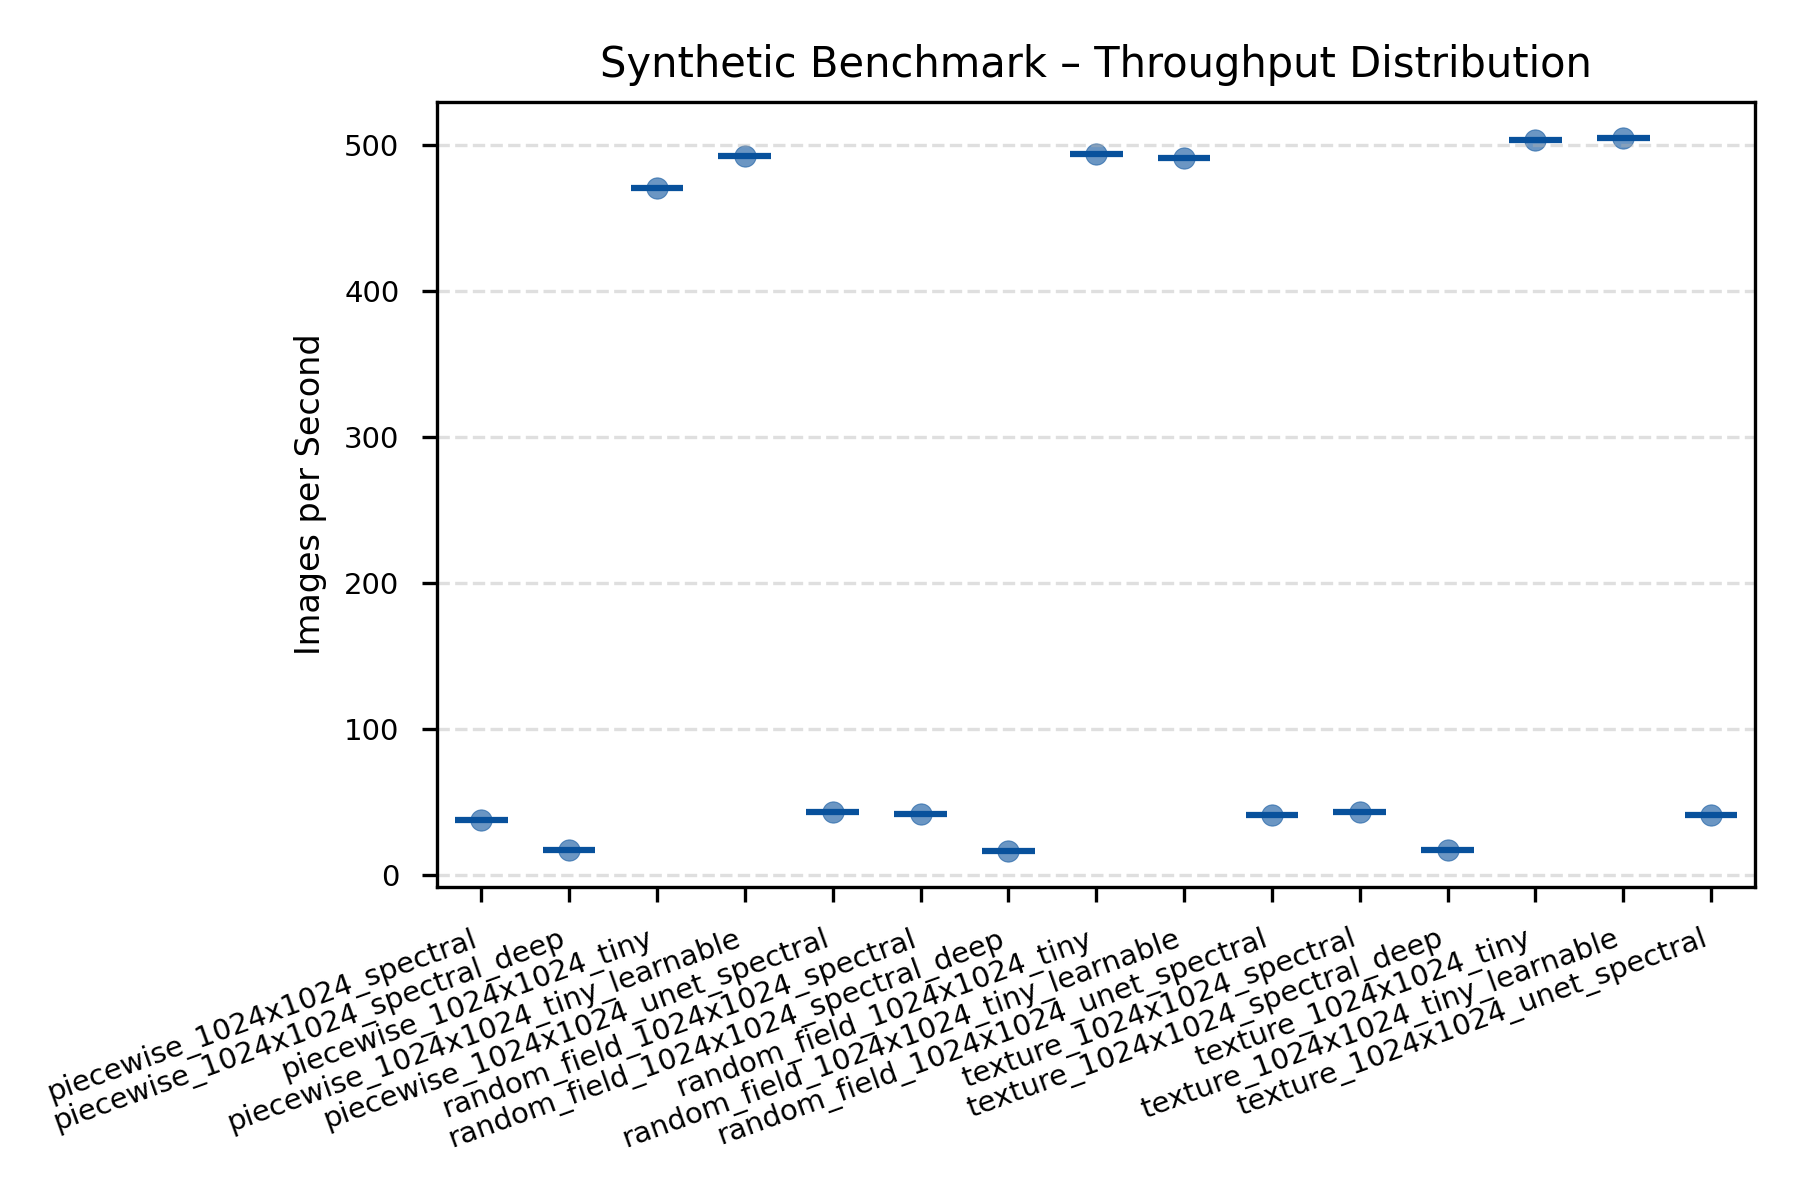 Synthetic Benchmark – Throughput Distribution
Images per Second
500
400
300
200
100
0
piecewise_1024x1024_spectral
piecewise_1024x1024_spectral_deep
piecewise_1024x1024_tiny
piecewise_1024x1024_tiny_learnable
piecewise_1024x1024_unet_spectral
random_field_1024x1024_spectral
random_field_1024x1024_spectral_deep
random_field_1024x1024_tiny
random_field_1024x1024_tiny_learnable
random_field_1024x1024_unet_spectral
texture_1024x1024_spectral
texture_1024x1024_spectral_deep
texture_1024x1024_tiny
texture_1024x1024_tiny_learnable
texture_1024x1024_unet_spectral